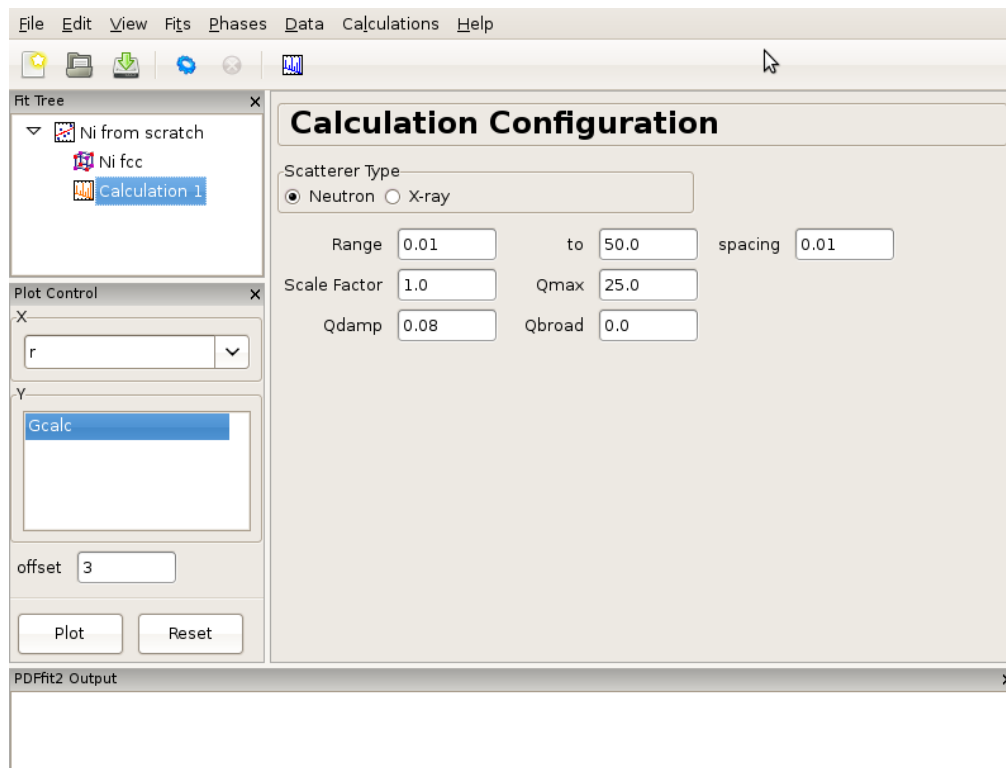 File Edit View Fits Phases Data Calculations Help
Fit Tree
Ni from scratch
Ni fcc
Calculation 1
Plot Control
X
r
Y
Gcalc
offset 3
Plot Reset
Calculation Configuration
Scatterer Type
Neutron X-ray
Range 0.01 to 50.0 spacing 0.01
Scale Factor 1.0 Qmax 25.0
Qdamp 0.08 Qbroad 0.0
PDFfit2 Output